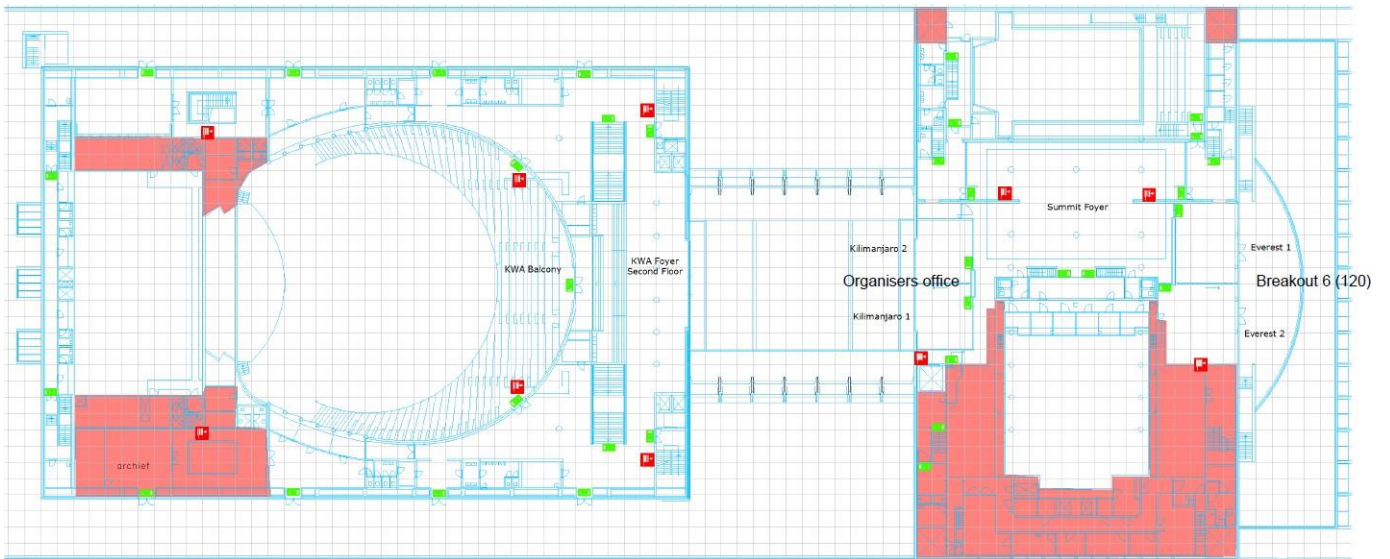 Summit Foyer
Kilimanjaro 2
Everest 1
KWA Balcony
KWA Foyer
Second Floor
Organisers office
Breakout 6 (120)
Kilimanjaro 1
Everest 2
archief